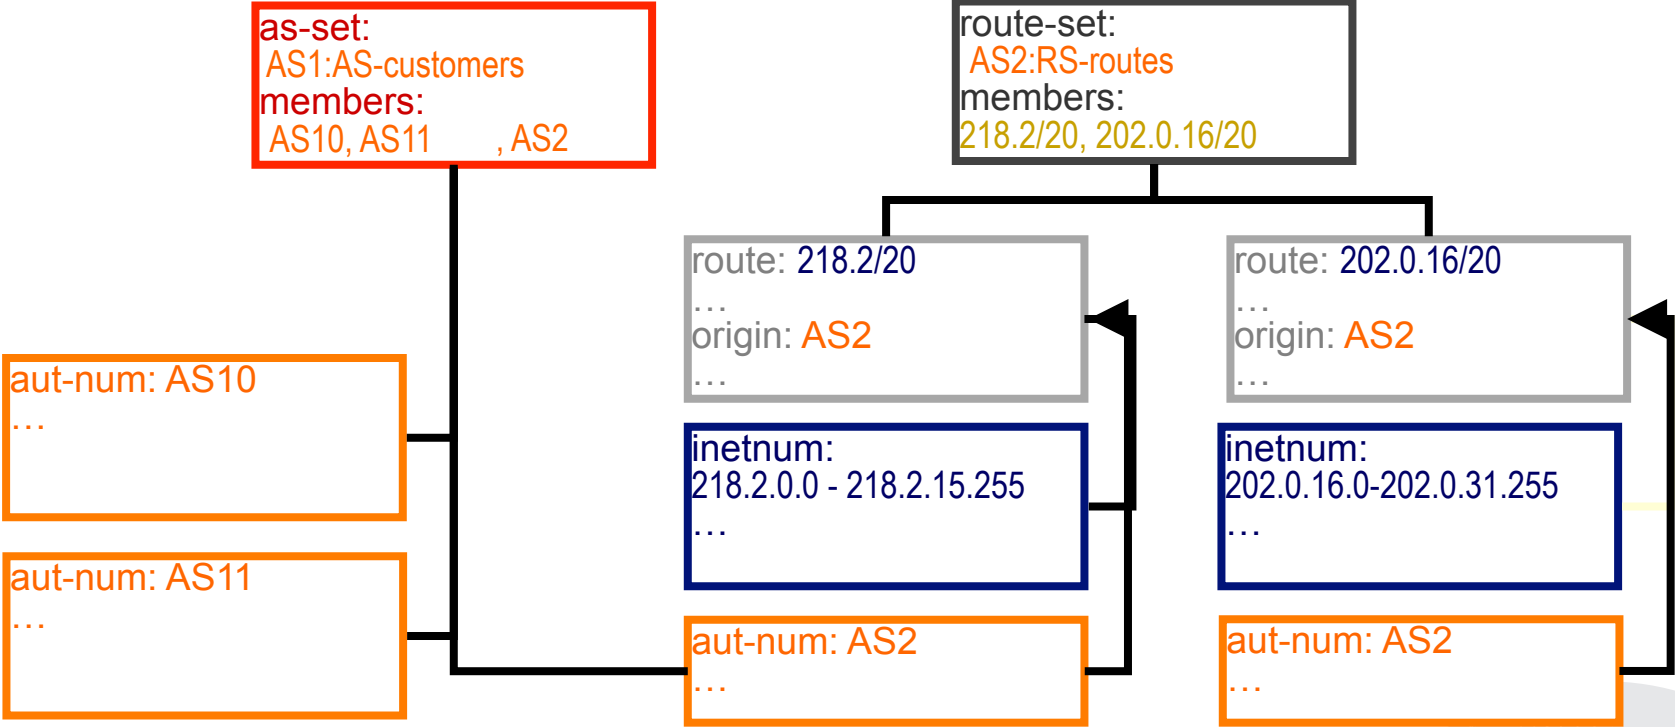 as-set:
AS1:AS-customers
members:
AS10, AS11 , AS2
route-set:
AS2:RS-routes
members:
218.2/20, 202.0.16/20
route: 218.2/20
…
origin: AS2
…
route: 202.0.16/20
…
origin: AS2
…
aut-num: AS10
…
inetnum:
218.2.0.0 - 218.2.15.255
…
inetnum:
202.0.16.0-202.0.31.255
…
aut-num: AS11
…
aut-num: AS2
…
aut-num: AS2
…